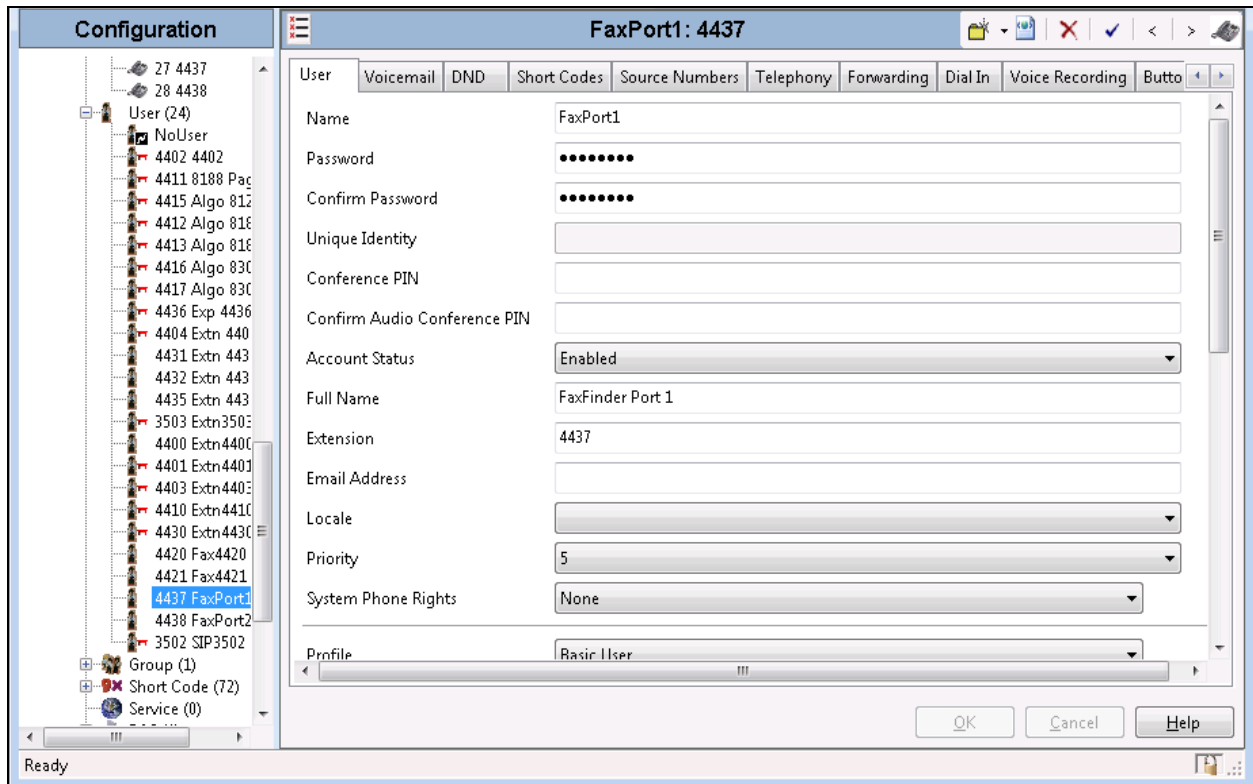 Configuration
27 4437
28 4438
User (24)
NoUser
4402 4402
4411 8188 Pag
4415 Algo 812
4412 Algo 818
4413 Algo 818
4416 Algo 830
4417 Algo 830
4436 Exp 4436
4404 Extn 440
4431 Extn 443
4432 Extn 443
4435 Extn 443
3503 Extn3503
4400 Extn4400
4401 Extn4401
4403 Extn4403
4410 Extn4410
4430 Extn4430
4420 Fax4420
4421 Fax4421
4437 FaxPort1
4438 FaxPort2
3502 SIP3502
Group (1)
Short Code (72)
Service (0)
FaxPort1: 4437
User Voicemail DND Short Codes Source Numbers Telephony Forwarding Dial In Voice Recording Butto
Name FaxPort1
Password ••••••••
Confirm Password ••••••••
Unique Identity
Conference PIN
Confirm Audio Conference PIN
Account Status Enabled
Full Name FaxFinder Port 1
Extension 4437
Email Address
Locale
Priority 5
System Phone Rights None
Profile Basic User
OK Cancel Help
Ready